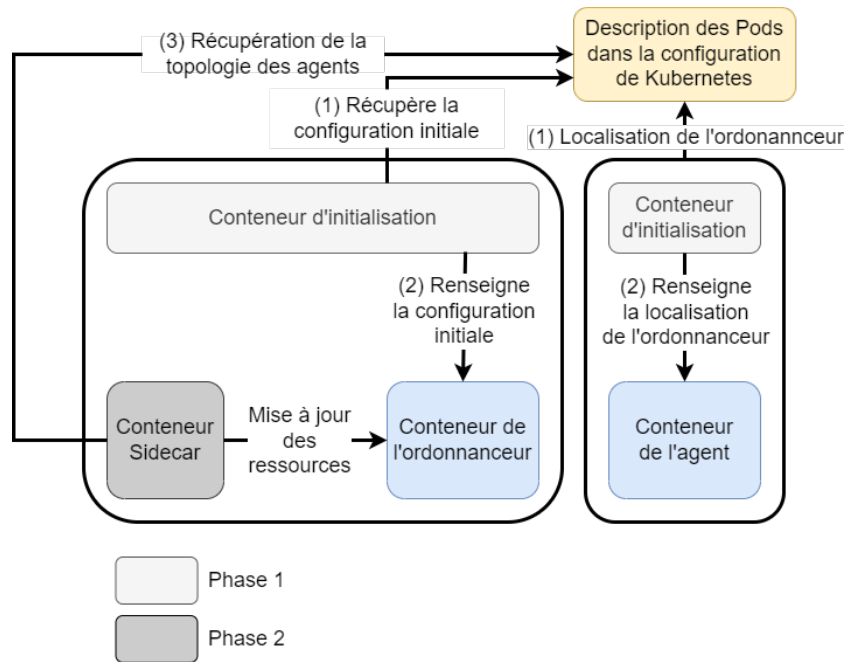 (3) Récupération de la
topologie des agents
Description des Pods
dans la configuration
de Kubernetes
(1) Récupère la
configuration initiale
(1) Localisation de l'ordonannceur
Conteneur d'initialisation
Conteneur
d'initialisation
(2) Renseigne
la configuration
initiale
(2) Renseigne
la localisation
de l'ordonnanceur
Conteneur
Sidecar
Mise à jour
des
ressources
Conteneur de
l'ordonnanceur
Conteneur
de l'agent
Phase 1
Phase 2